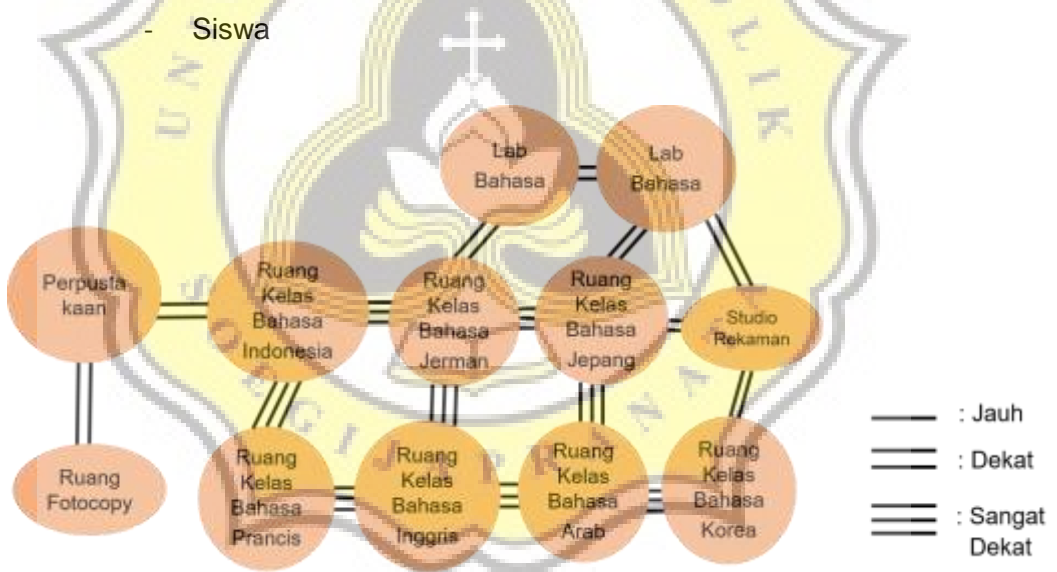 - Siswa
Lab
Bahasa
Lab
Bahasa
Perpusta
kaan
Ruang
Kelas
Bahasa
Indonesia
Ruang
Kelas
Bahasa
Jerman
Ruang
Kelas
Bahasa
Jepang
Studio
Rekaman
Ruang
Fotocopy
Ruang
Kelas
Bahasa
Prancis
Ruang
Kelas
Bahasa
Inggris
Ruang
Kelas
Bahasa
Arab
Ruang
Kelas
Bahasa
Korea
: Jauh
: Dekat
: Sangat
Dekat